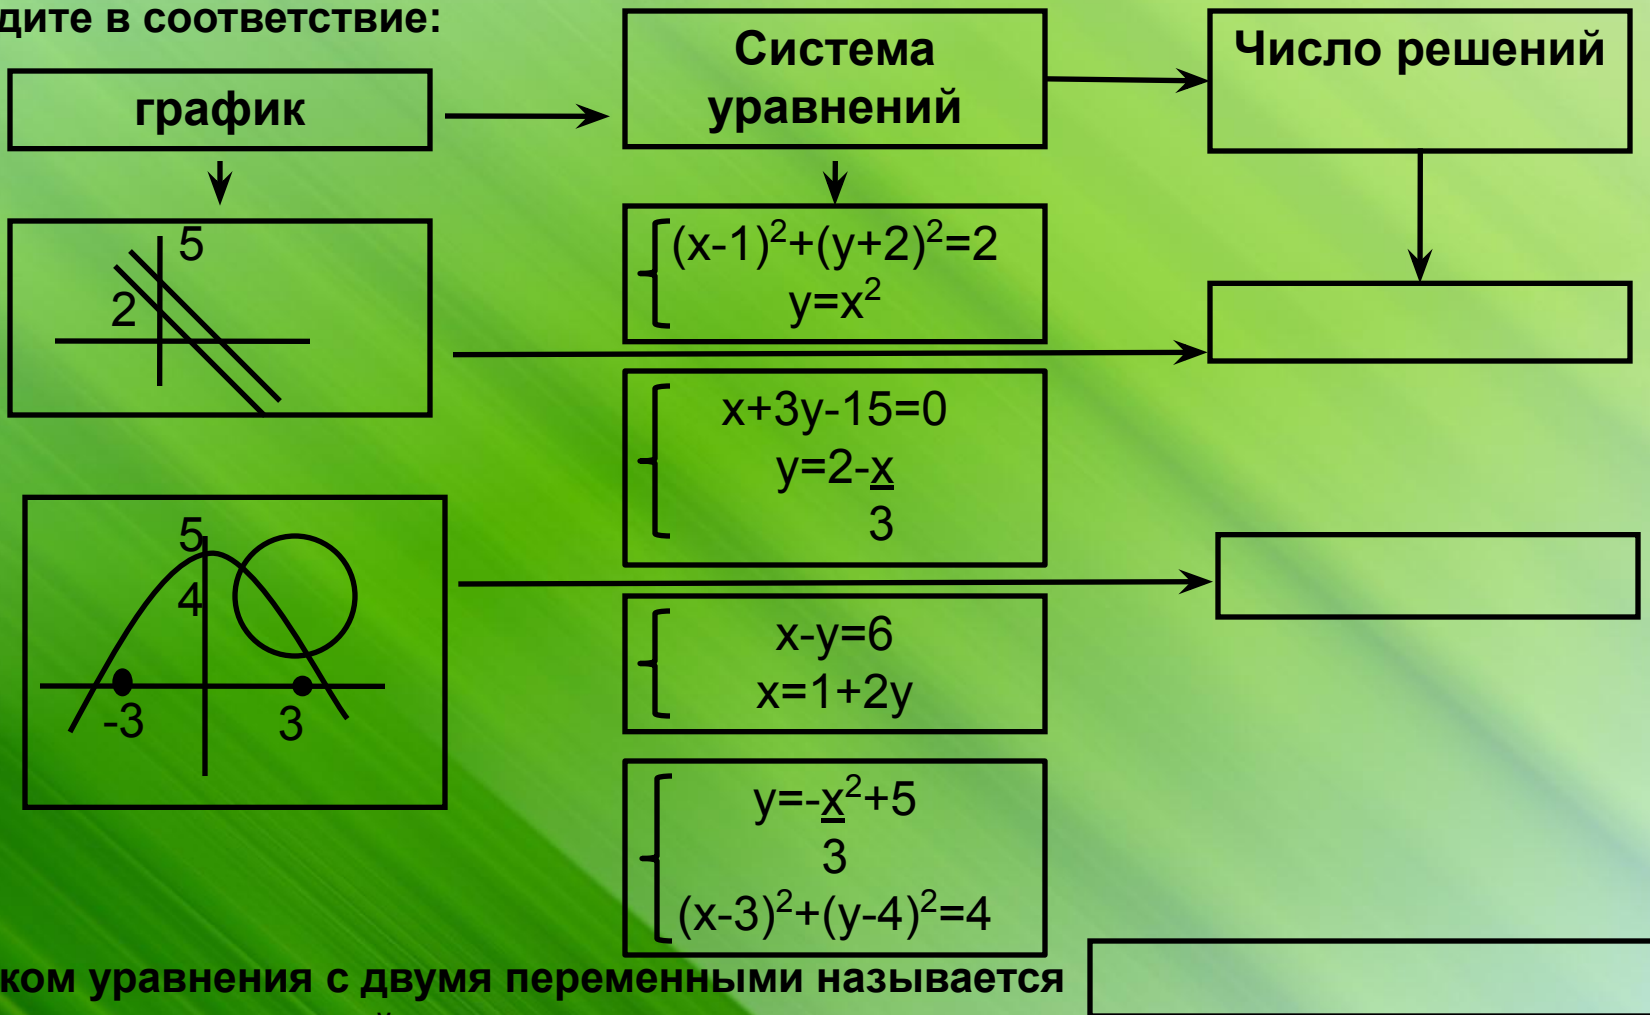 дите в соответствие:
график
Система
уравнений
Число решений
5
2
(x-1)²+(y+2)²=2
y=x²
x+3y-15=0
y=2-x
3
5
4
-3
3
x-y=6
x=1+2y
y=-x²+5
3
(x-3)²+(y-4)²=4
ком уравнения с двумя переменными называется